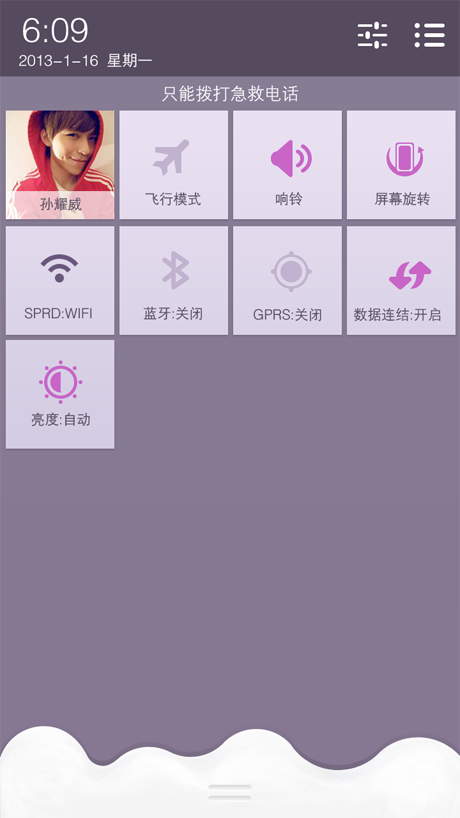 6:09
2013-1-16 星期一
只能拨打急救电话
孙耀威
飞行模式
响铃
屏幕旋转
SPRD:WIFI
蓝牙:关闭
GPRS:关闭
数据连结:开启
亮度:自动